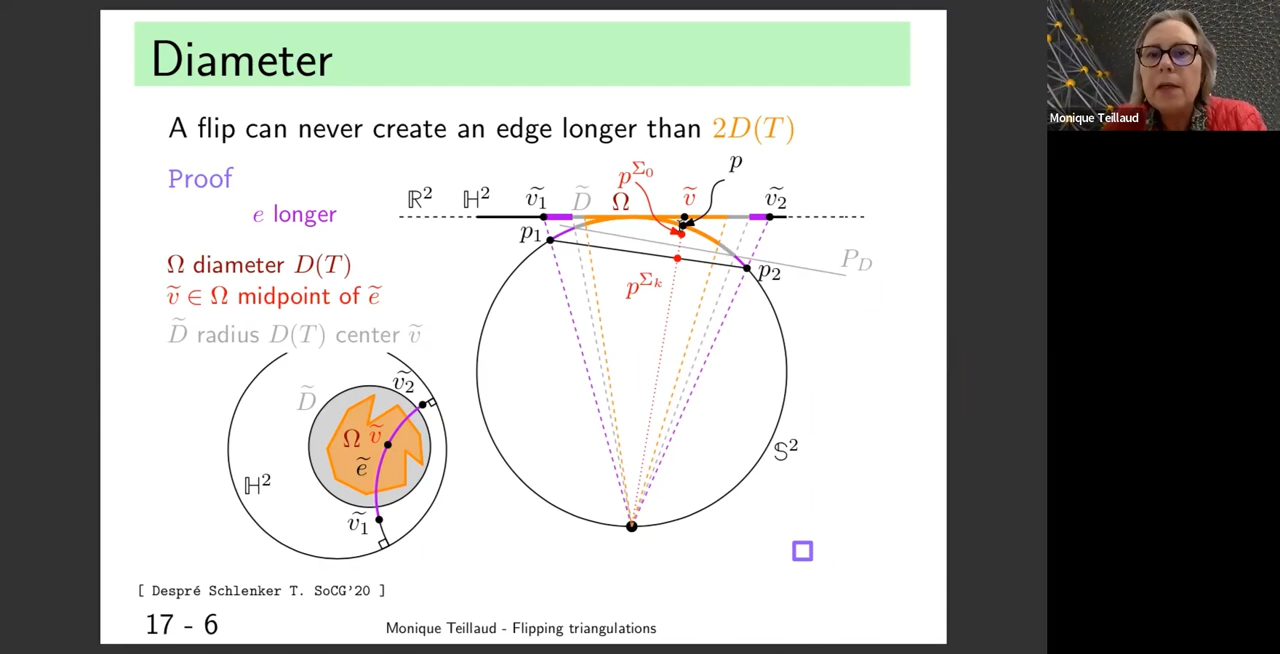 Diameter
A flip can never create an edge longer than 2D(T)
Proof
e longer
Ω diameter D(T)
ṽ ∈ Ω midpoint of ẽ
D̃ radius D(T) center ṽ
ℝ² ℍ² ṽ₁ D̃ Ω ṽ ṽ₂
p^Σ₀ p
p₁ P_D
p₂
p^Σₖ
𝕊²
D̃ ṽ₂
Ω ṽ
ẽ
ℍ²
ṽ₁
[ Despré Schlenker T. SoCG'20 ]
17 - 6
Monique Teillaud - Flipping triangulations
Monique Teillaud